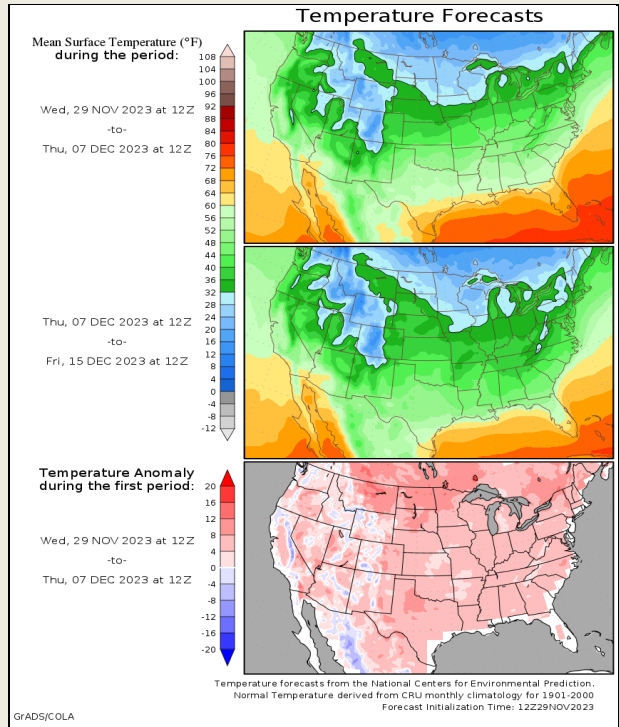 Temperature Forecasts
Mean Surface Temperature (°F)
during the period:
108
104
100
96
92
88
84
80
76
72
68
64
60
56
52
48
44
40
36
32
28
24
20
16
12
8
4
0
-4
-8
-12
Wed, 29 NOV 2023 at 12Z
-to-
Thu, 07 DEC 2023 at 12Z
Thu, 07 DEC 2023 at 12Z
-to-
Fri, 15 DEC 2023 at 12Z
Temperature Anomaly
during the first period:
20
16
12
8
4
0
-4
-8
-12
-16
-20
Wed, 29 NOV 2023 at 12Z
-to-
Thu, 07 DEC 2023 at 12Z
Temperature forecasts from the National Centers for Environmental Prediction.
Normal Temperature derived from CRU monthly climatology for 1901-2000
Forecast Initialization Time: 12Z29NOV2023
GrADS/COLA